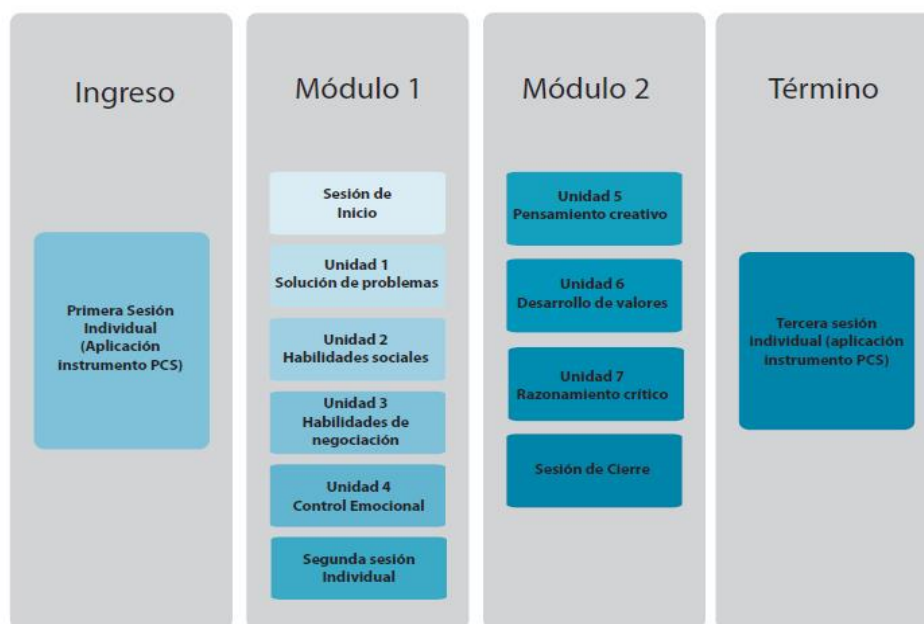 Ingreso
Primera Sesión
Individual
(Aplicación
instrumento PCS)
Módulo 1
Sesión de
Inicio
Unidad 1
Solución de problemas
Unidad 2
Habilidades sociales
Unidad 3
Habilidades de
negociación
Unidad 4
Control Emocional
Segunda sesión
Individual
Módulo 2
Unidad 5
Pensamiento creativo
Unidad 6
Desarrollo de valores
Unidad 7
Razonamiento crítico
Sesión de Cierre
Término
Tercera sesión
individual (aplicación
instrumento PCS)